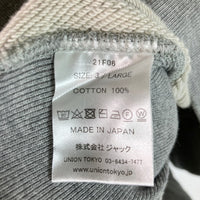 21F06
SIZE: 3 / LARGE
COTTON 100%
MADE IN JAPAN
株式会社 ジャック
UNION TOKYO 03-6434-7477
www.uniontokyo.jp